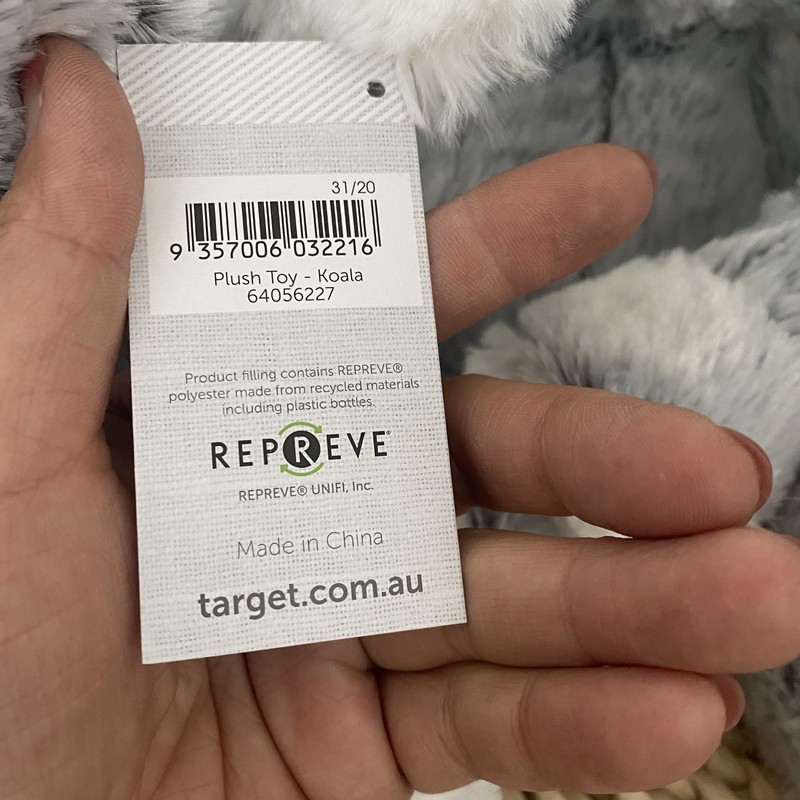 31/20
9 357006 032216
Plush Toy - Koala
64056227
Product filling contains REPREVE®
polyester made from recycled materials
including plastic bottles.
REPREVE®
REPREVE® UNIFI, Inc.
Made in China
target.com.au